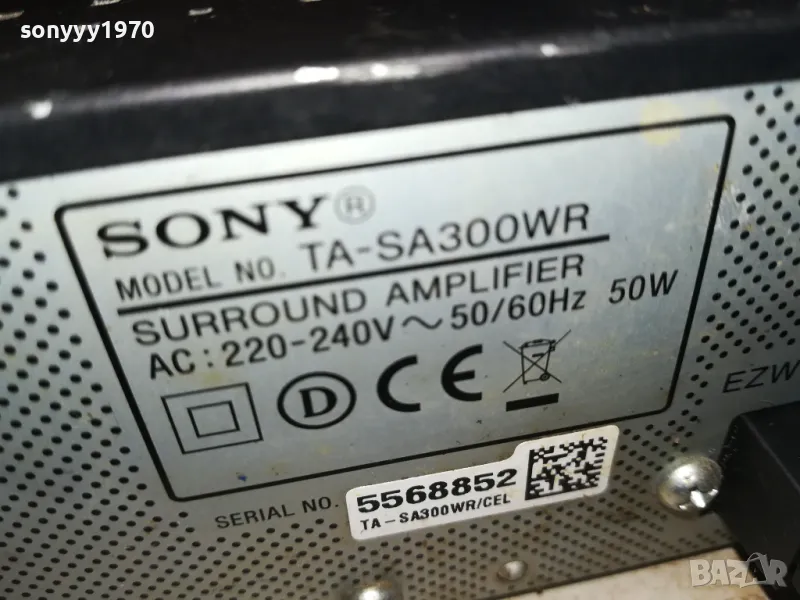 sonyyy1970
SONY®
MODEL NO. TA-SA300WR
SURROUND AMPLIFIER
AC : 220-240V ~ 50/60Hz 50W
D CE
EZW
SERIAL NO. 5568852
TA-SA300WR/CEL
BAZAR